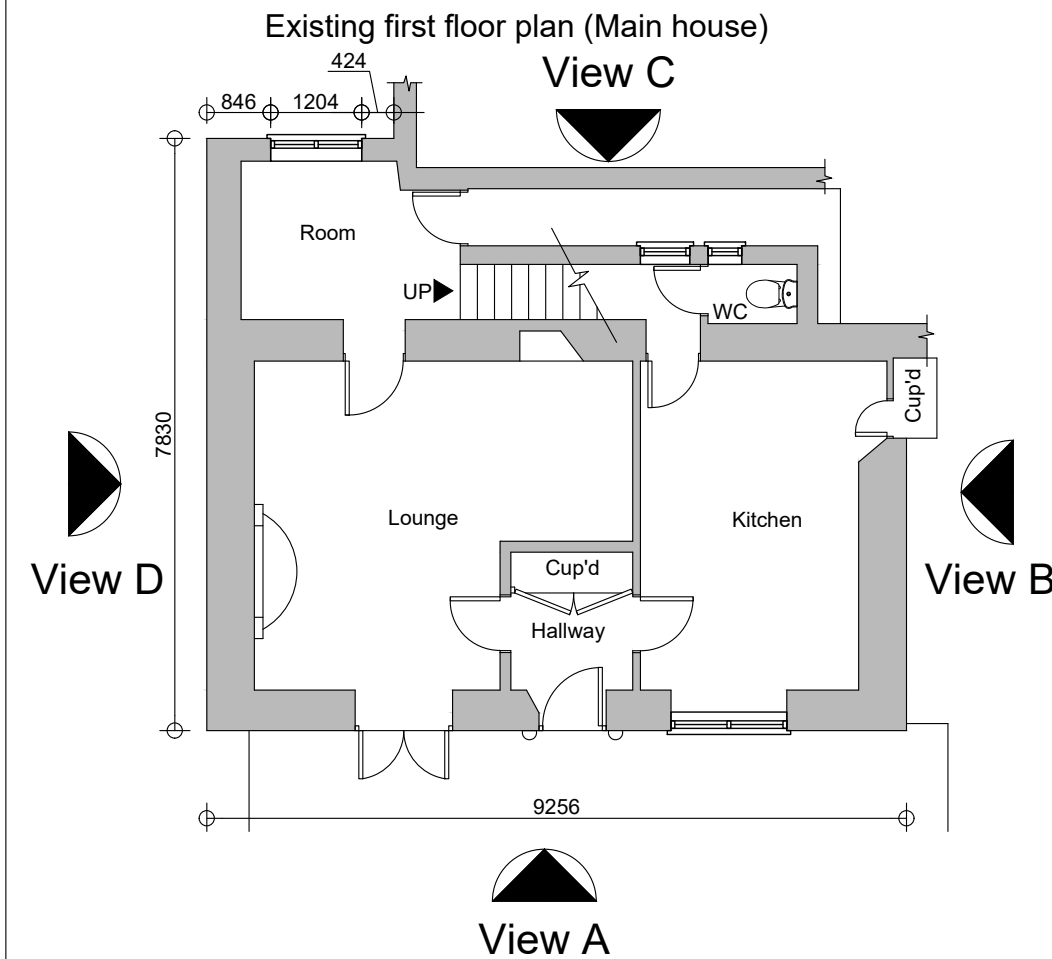 Existing first floor plan (Main house)
424
View C
846
1204
Room
UP
WC
Cup'd
7830
Lounge
Kitchen
View D
Cup'd
View B
Hallway
9256
View A